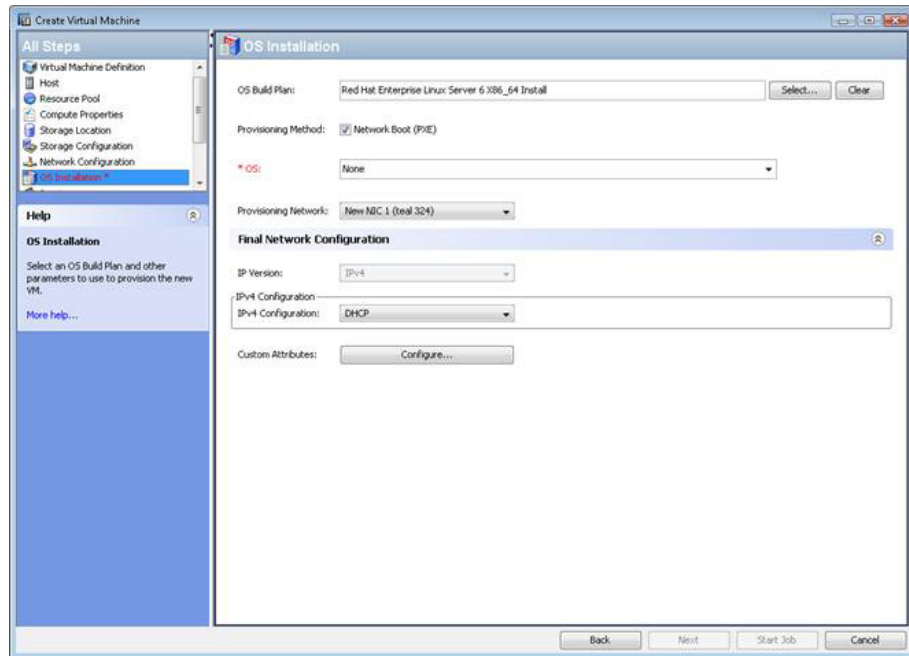 Create Virtual Machine
All Steps
Virtual Machine Definition
Host
Resource Pool
Compute Properties
Storage Location
Storage Configuration
Network Configuration
OS Installation *
Help
OS Installation
Select an OS Build Plan and other
parameters to use to provision the new
VM.
More help...
OS Installation
OS Build Plan: Red Hat Enterprise Linux Server 6 X86_64 Install Select... Clear
Provisioning Method: Network Boot (PXE)
* OS: None
Provisioning Network: New NIC 1 (teal 324)
Final Network Configuration
IP Version: IPv4
IPv4 Configuration
IPv4 Configuration: DHCP
Custom Attributes: Configure...
Back Next Start Job Cancel